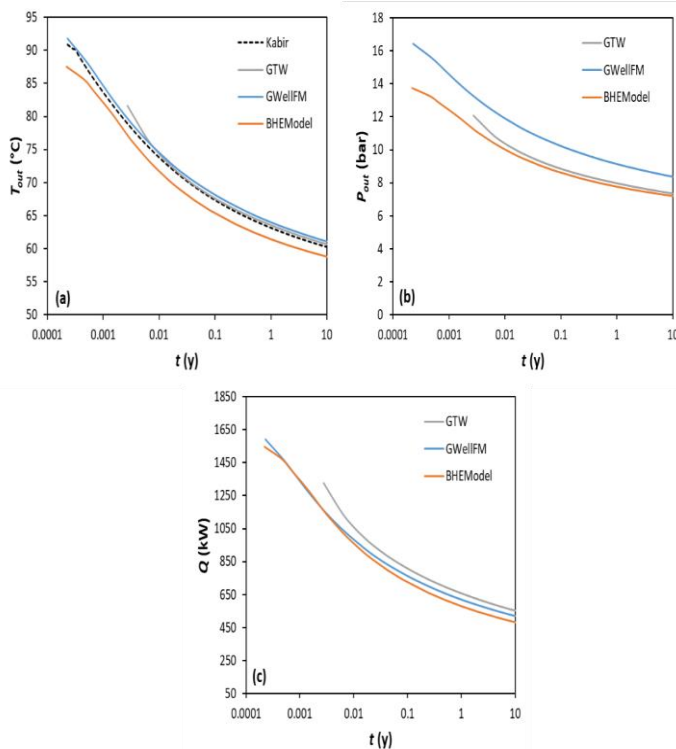 95
90
85
80
75
70
65
60
55
50
T_out (°C)
Kabir
GTW
GWellFM
BHEModel
(a)
0.0001 0.001 0.01 0.1 1 10
t (y)
18
16
14
12
10
8
6
4
2
0
P_out (bar)
GTW
GWellFM
BHEModel
(b)
0.0001 0.001 0.01 0.1 1 10
t (y)
1850
1650
1450
1250
1050
850
650
450
250
50
Q (kW)
GTW
GWellFM
BHEModel
(c)
0.0001 0.001 0.01 0.1 1 10
t (y)